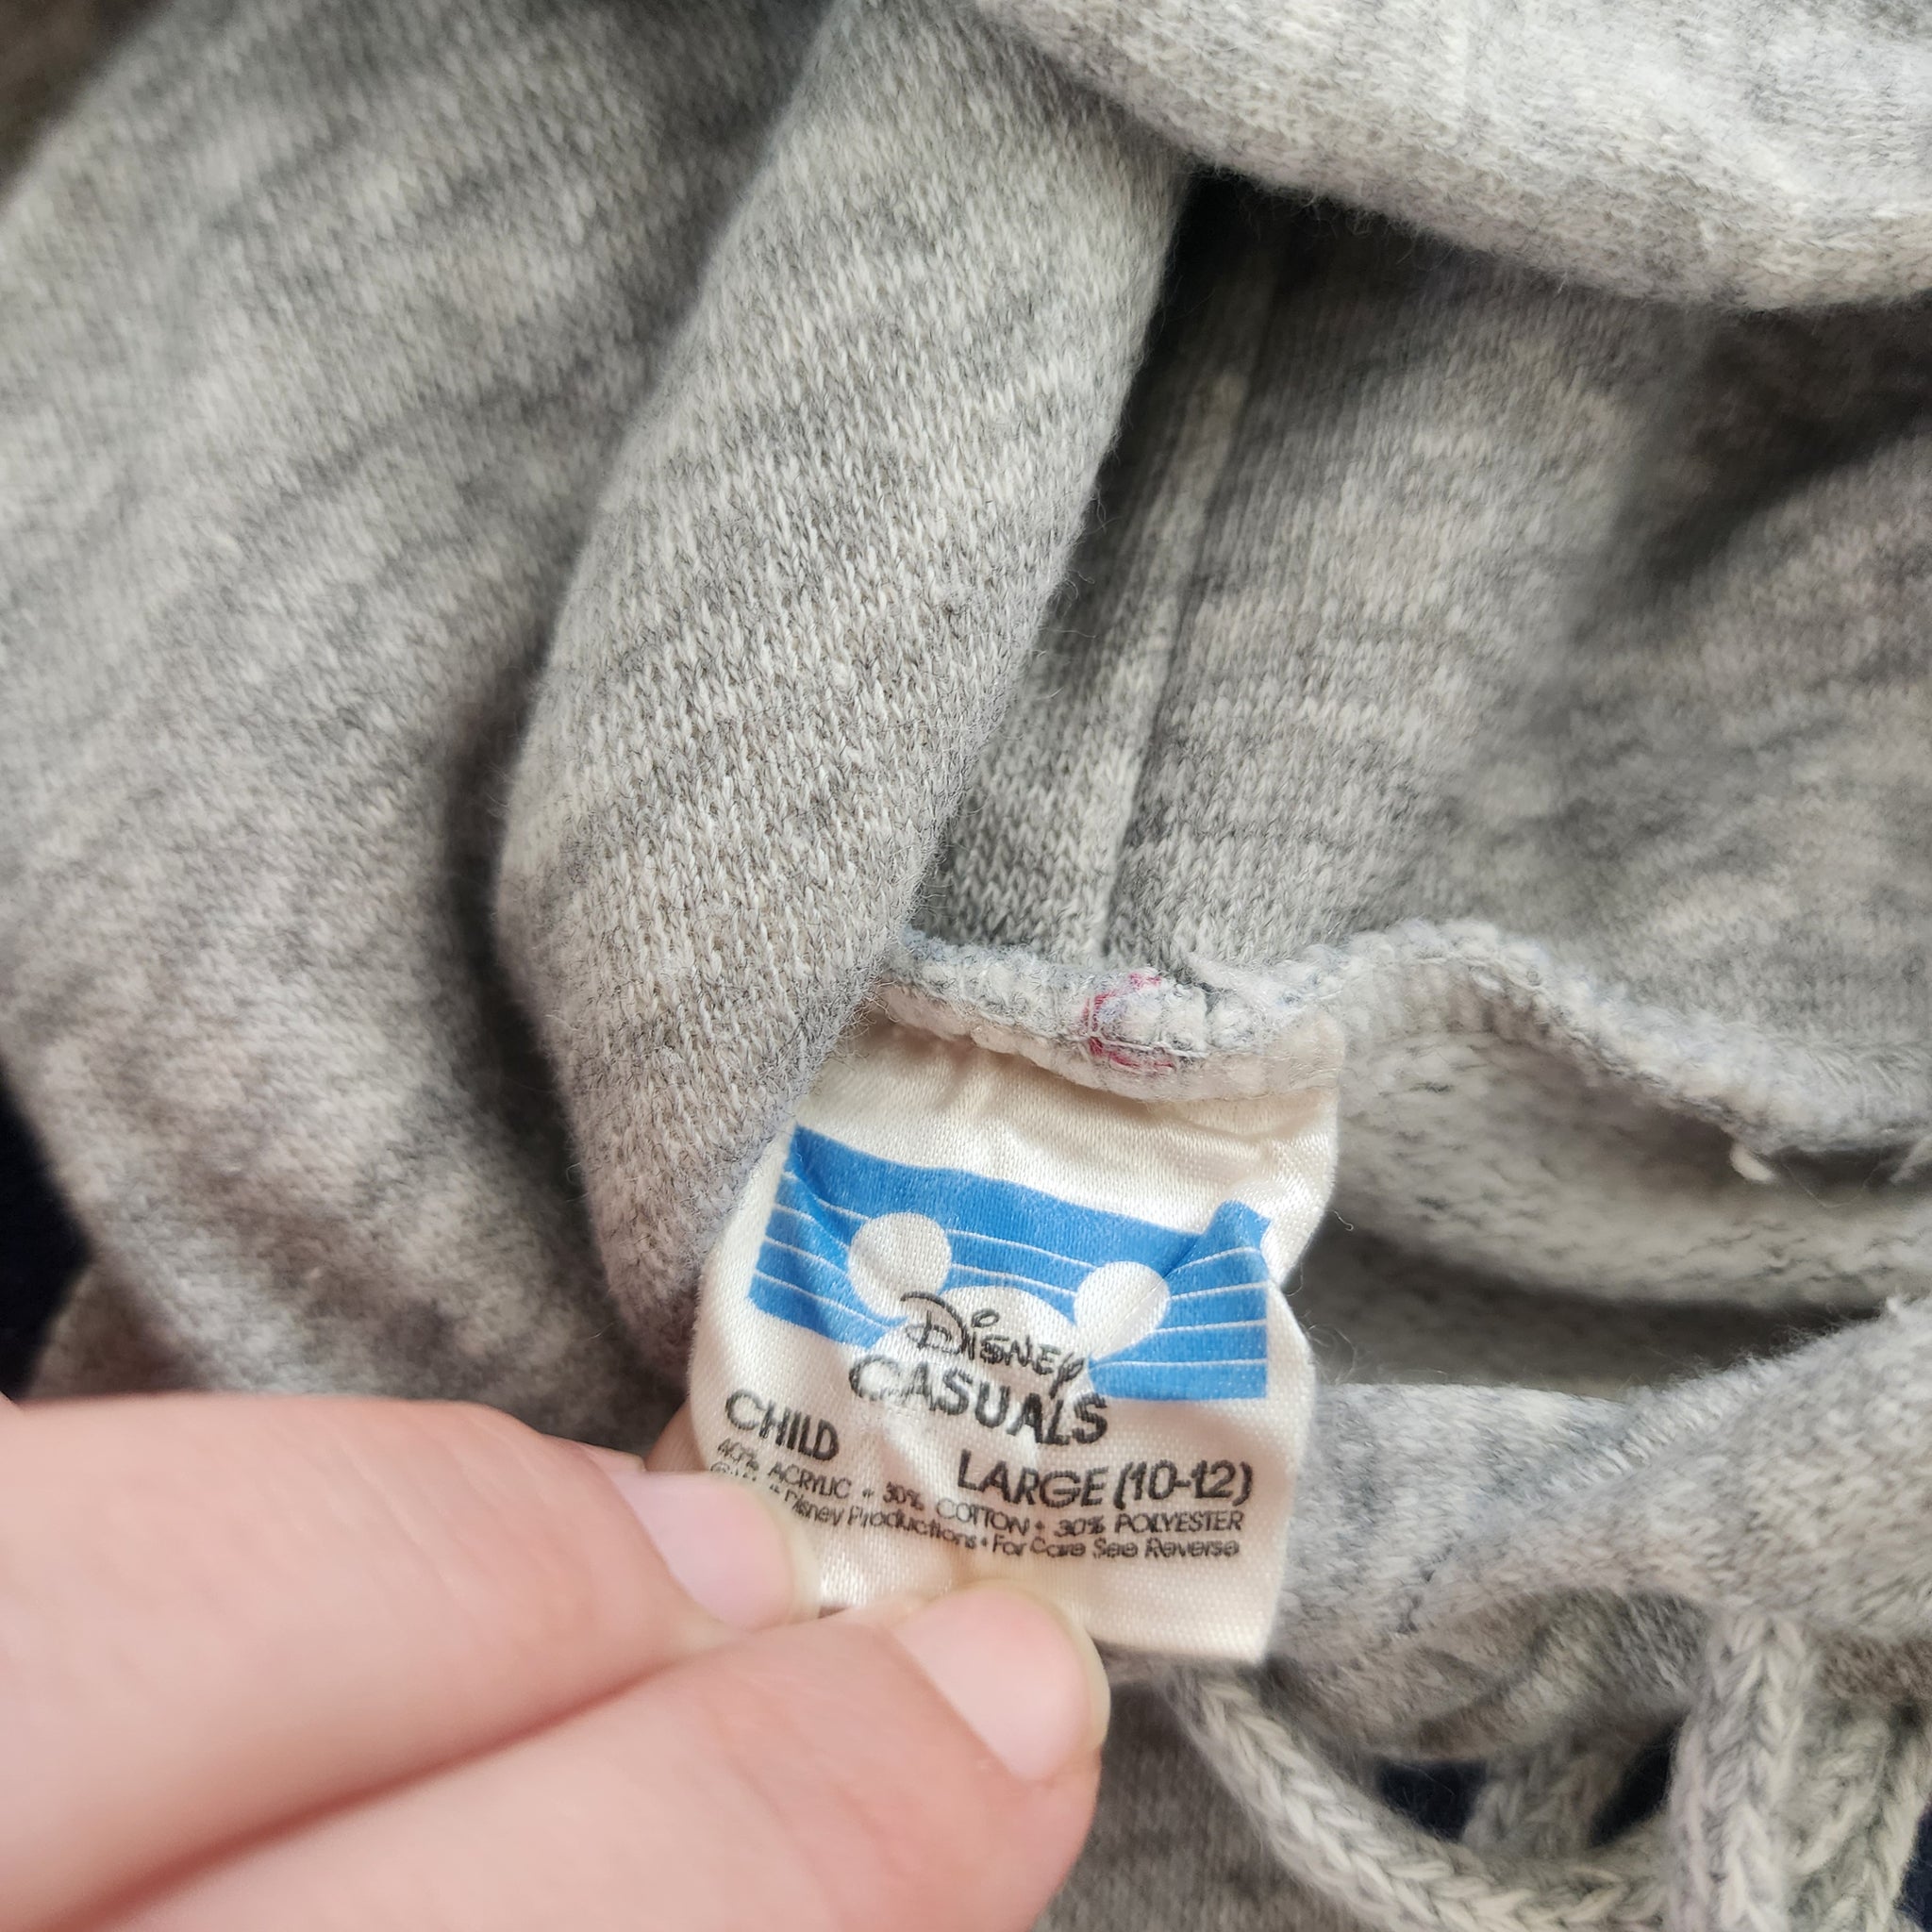 Disney
CASUALS
CHILD LARGE (10-12)
40% ACRYLIC • 30% COTTON • 30% POLYESTER
Disney Productions • For Care See Reverse